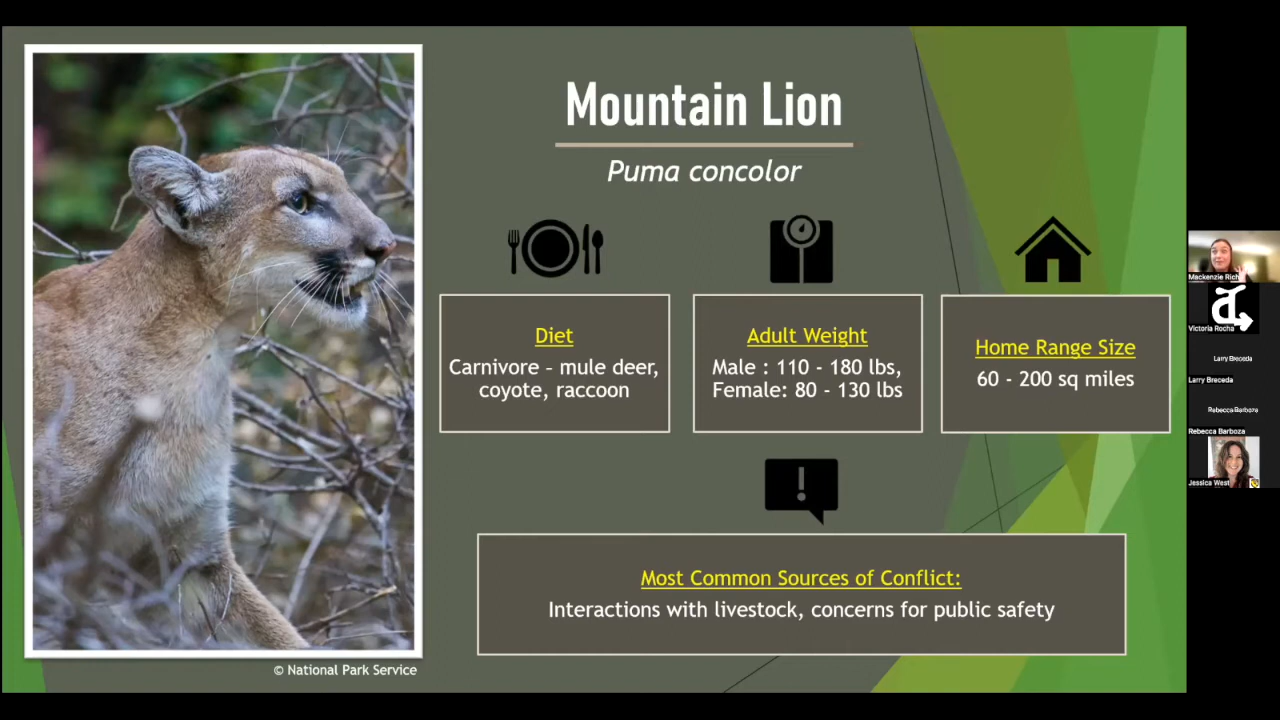 Mountain Lion
Puma concolor
Diet
Carnivore – mule deer,
coyote, raccoon
Adult Weight
Male : 110 - 180 lbs,
Female: 80 - 130 lbs
Home Range Size
60 - 200 sq miles
!
Most Common Sources of Conflict:
Interactions with livestock, concerns for public safety
© National Park Service
Mackenzie Rich
a
Victoria Rocha
Larry Breceda
Larry Breceda
Rebecca Barboza
Rebecca Barboza
Jessica West